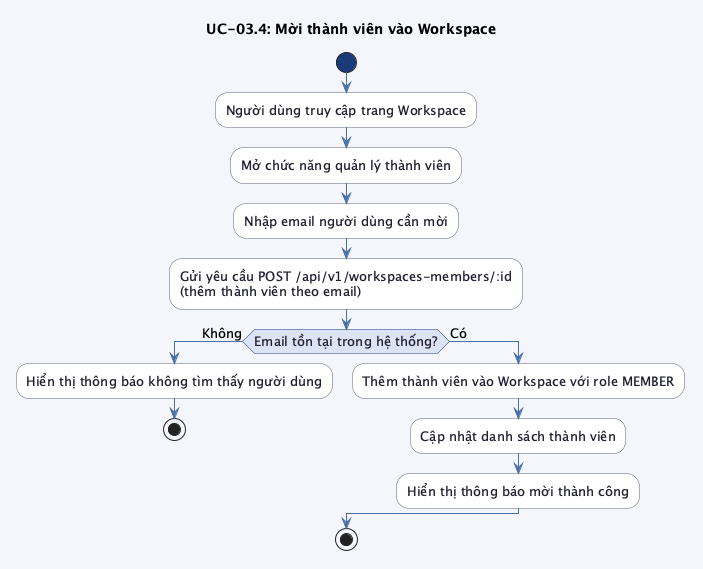 UC-03.4: Mời thành viên vào Workspace
Người dùng truy cập trang Workspace
Mở chức năng quản lý thành viên
Nhập email người dùng cần mời
Gửi yêu cầu POST /api/v1/workspaces-members/:id
(thêm thành viên theo email)
Không
Email tồn tại trong hệ thống?
Có
Hiển thị thông báo không tìm thấy người dùng
Thêm thành viên vào Workspace với role MEMBER
Cập nhật danh sách thành viên
Hiển thị thông báo mời thành công